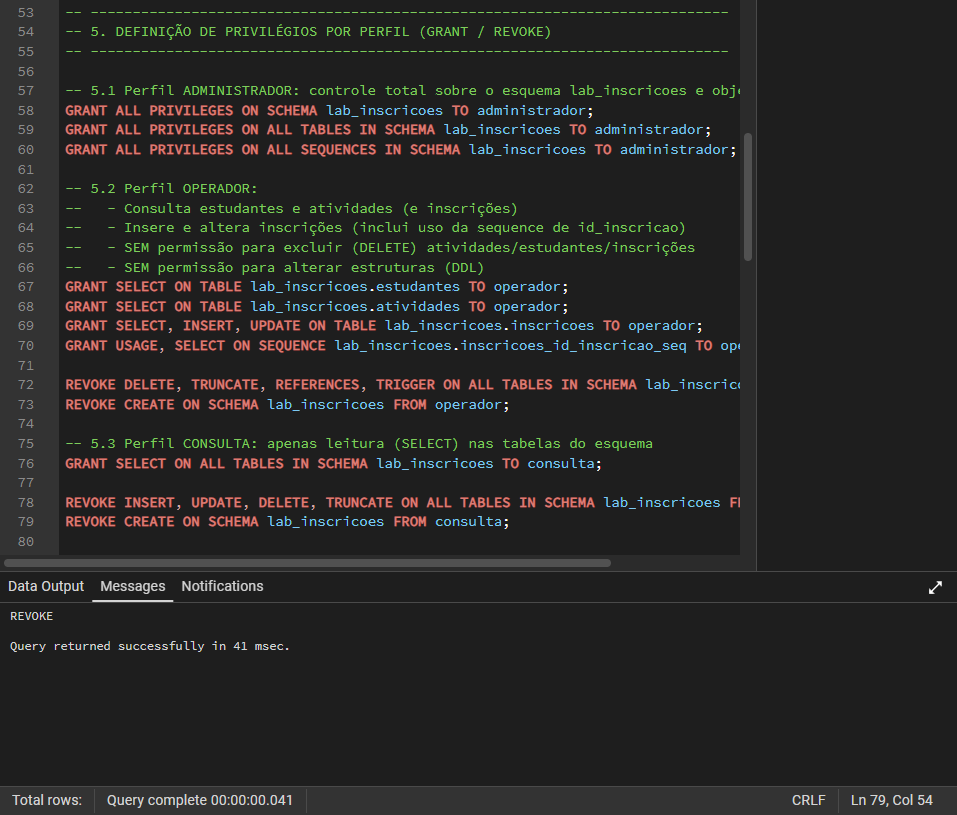 53 -- ----------------------------------------------------------------------------
54 -- 5. DEFINIÇÃO DE PRIVILÉGIOS POR PERFIL (GRANT / REVOKE)
55 -- ----------------------------------------------------------------------------
56
57 -- 5.1 Perfil ADMINISTRADOR: controle total sobre o esquema lab_inscricoes e obj
58 GRANT ALL PRIVILEGES ON SCHEMA lab_inscricoes TO administrador;
59 GRANT ALL PRIVILEGES ON ALL TABLES IN SCHEMA lab_inscricoes TO administrador;
60 GRANT ALL PRIVILEGES ON ALL SEQUENCES IN SCHEMA lab_inscricoes TO administrador;
61
62 -- 5.2 Perfil OPERADOR:
63 --   - Consulta estudantes e atividades (e inscrições)
64 --   - Insere e altera inscrições (inclui uso da sequence de id_inscricao)
65 --   - SEM permissão para excluir (DELETE) atividades/estudantes/inscrições
66 --   - SEM permissão para alterar estruturas (DDL)
67 GRANT SELECT ON TABLE lab_inscricoes.estudantes TO operador;
68 GRANT SELECT ON TABLE lab_inscricoes.atividades TO operador;
69 GRANT SELECT, INSERT, UPDATE ON TABLE lab_inscricoes.inscricoes TO operador;
70 GRANT USAGE, SELECT ON SEQUENCE lab_inscricoes.inscricoes_id_inscricao_seq TO ope
71
72 REVOKE DELETE, TRUNCATE, REFERENCES, TRIGGER ON ALL TABLES IN SCHEMA lab_inscric
73 REVOKE CREATE ON SCHEMA lab_inscricoes FROM operador;
74
75 -- 5.3 Perfil CONSULTA: apenas leitura (SELECT) nas tabelas do esquema
76 GRANT SELECT ON ALL TABLES IN SCHEMA lab_inscricoes TO consulta;
77
78 REVOKE INSERT, UPDATE, DELETE, TRUNCATE ON ALL TABLES IN SCHEMA lab_inscricoes F
79 REVOKE CREATE ON SCHEMA lab_inscricoes FROM consulta;
80
Data Output Messages Notifications
REVOKE
Query returned successfully in 41 msec.
Total rows: Query complete 00:00:00.041 CRLF Ln 79, Col 54